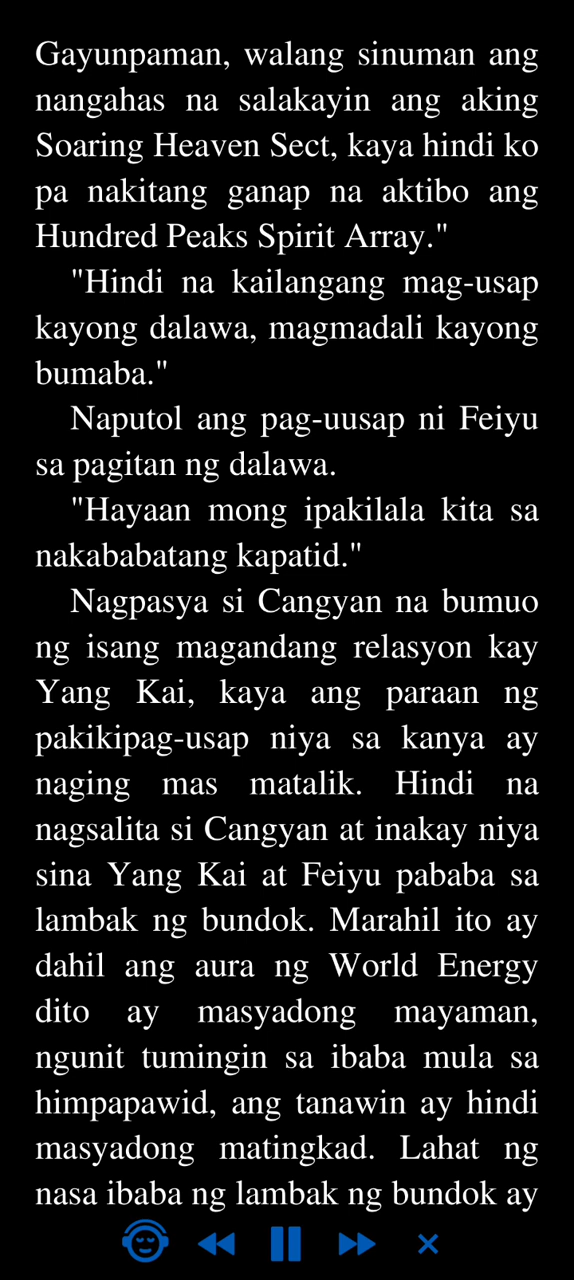 Gayunpaman, walang sinuman ang
nangahas na salakayin ang aking
Soaring Heaven Sect, kaya hindi ko
pa nakitang ganap na aktibo ang
Hundred Peaks Spirit Array."
"Hindi na kailangang mag-usap
kayong dalawa, magmadali kayong
bumaba."
Naputol ang pag-uusap ni Feiyu
sa pagitan ng dalawa.
"Hayaan mong ipakilala kita sa
nakababatang kapatid."
Nagpasya si Cangyan na bumuo
ng isang magandang relasyon kay
Yang Kai, kaya ang paraan ng
pakikipag-usap niya sa kanya ay
naging mas matalik. Hindi na
nagsalita si Cangyan at inakay niya
sina Yang Kai at Feiyu pababa sa
lambak ng bundok. Marahil ito ay
dahil ang aura ng World Energy
dito ay masyadong mayaman,
ngunit tumingin sa ibaba mula sa
himpapawid, ang tanawin ay hindi
masyadong matingkad. Lahat ng
nasa ibaba ng lambak ng bundok ay